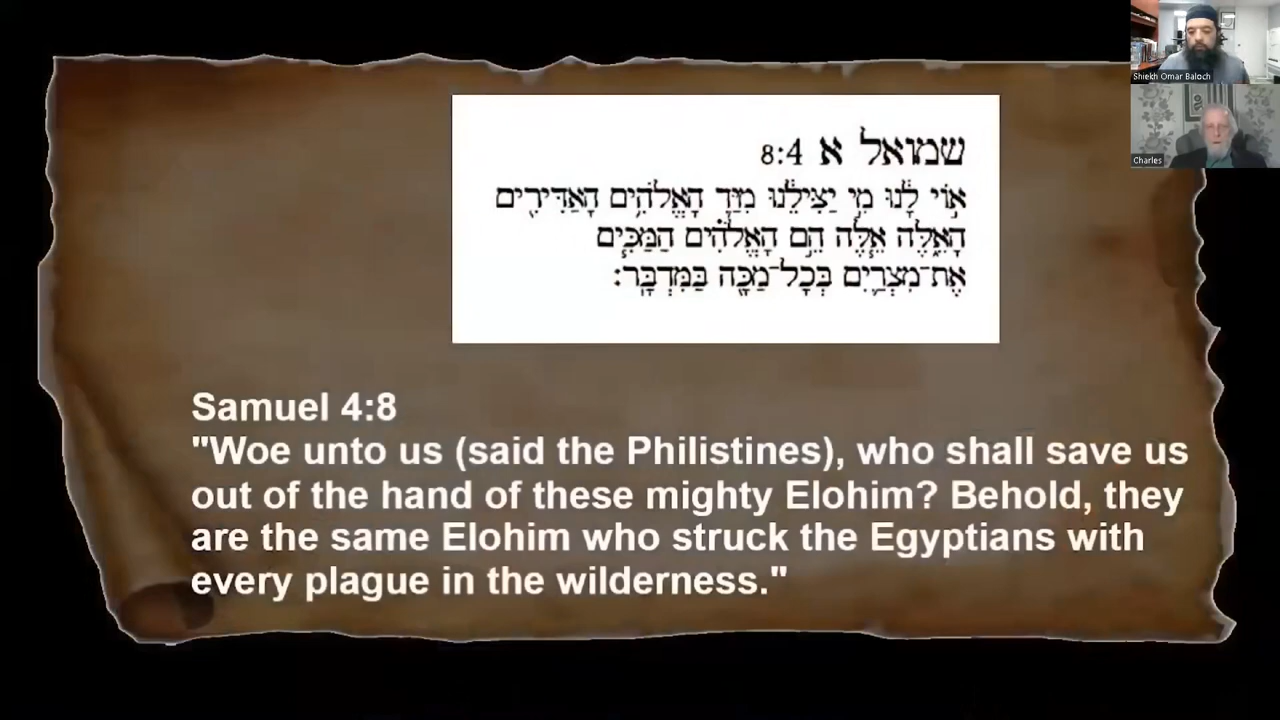 שמואל א 8:4
א֣וֹי לָ֔נוּ מִ֣י יַצִּילֵ֔נוּ מִיַּ֛ד הָאֱלֹהִ֥ים הָאַדִּירִ֖ים
הָאֵ֑לֶּה אֵ֧לֶּה הֵ֣ם הָאֱלֹהִ֗ים הַמַּכִּ֧ים
אֶת־מִצְרַ֛יִם בְּכָל־מַכָּ֖ה בַּמִּדְבָּֽר׃
Samuel 4:8
"Woe unto us (said the Philistines), who shall save us
out of the hand of these mighty Elohim? Behold, they
are the same Elohim who struck the Egyptians with
every plague in the wilderness."
Shiekh Omar Baloch
Charles